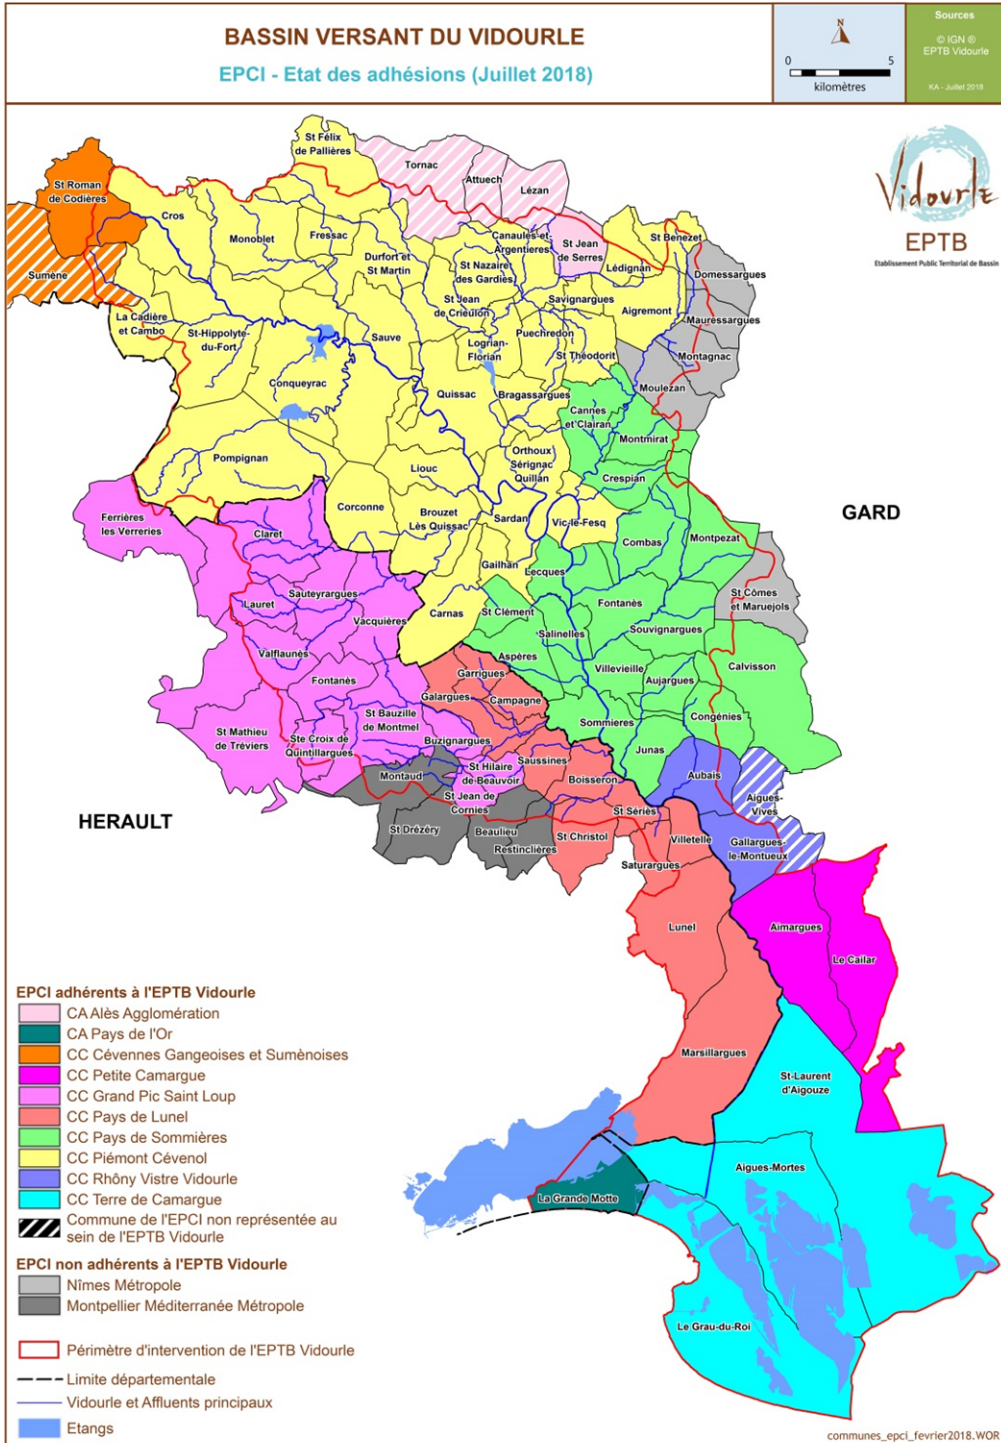 BASSIN VERSANT DU VIDOURLE
EPCI - Etat des adhésions (Juillet 2018)
N
0 5
kilomètres
Sources
© IGN ®
EPTB Vidourle
KA - Juillet 2018
Vidourle
EPTB
Etablissement Public Territorial de Bassin
St Félix
de Pallières
Tornac
Attuech
Lézan
St Roman
de Codières
Cros
Monoblet
Fressac
Durfort et
St Martin
Canaules-et-
Argentieres
St Jean
de Serres
St Bénezet
Lédignan
Domessargues
Sumène
St Nazaire
des Gardies
St Jean
de Crieulon
Savignargues
Aigremont
Mauressargues
La Cadière
et Cambo
St-Hippolyte-
du-Fort
Sauve
Puechredon
Logrian-
Florian
St Théodorit
Montagnac
Moulezan
Conqueyrac
Quissac
Bragassargues
Cannes
et Clairan
Montmirat
Pompignan
Liouc
Orthoux
Sérignac
Quillan
Crespian
Corconne
Brouzet
Lès Quissac
Sardan
Vic-le-Fesq
Ferrières
les Verreries
Claret
Combas
Montpezat
GARD
Gailhan
Lecques
Sauteyrargues
Lauret
Vacquières
Carnas
St Clément
Fontanès
St Cômes
et Maruejols
Salinelles
Souvignargues
Valflaunés
Aspères
Villevieille
Calvisson
Fontanès
Garrigues
Galargues
Campagne
Aujargues
St Mathieu
de Tréviers
Ste Croix de
Quintillargues
St Bauzille
de Montmel
Buzignargues
Sommieres
Congénies
Junas
Montaud
St Hilaire
de Beauvoir
Saussines
Boisseron
Aubais
Aigues-
Vives
St Jean de
Cornies
HERAULT
St Drézéry
Beaulieu
Restinclières
St Christol
St Sériès
Villetelle
Saturargues
Gallargues-
le-Montueux
Lunel
Aimargues
Le Cailar
Marsillargues
St-Laurent
d'Aigouze
Aigues-Mortes
La Grande Motte
Le Grau-du-Roi
EPCI adhérents à l'EPTB Vidourle
CA Alès Agglomération
CA Pays de l'Or
CC Cévennes Gangeoises et Sumènoises
CC Petite Camargue
CC Grand Pic Saint Loup
CC Pays de Lunel
CC Pays de Sommières
CC Piémont Cévenol
CC Rhôny Vistre Vidourle
CC Terre de Camargue
Commune de l'EPCI non représentée au
sein de l'EPTB Vidourle
EPCI non adhérents à l'EPTB Vidourle
Nîmes Métropole
Montpellier Méditerranée Métropole
Périmètre d'intervention de l'EPTB Vidourle
Limite départementale
Vidourle et Affluents principaux
Etangs
communes_epci_fevrier2018.WOR